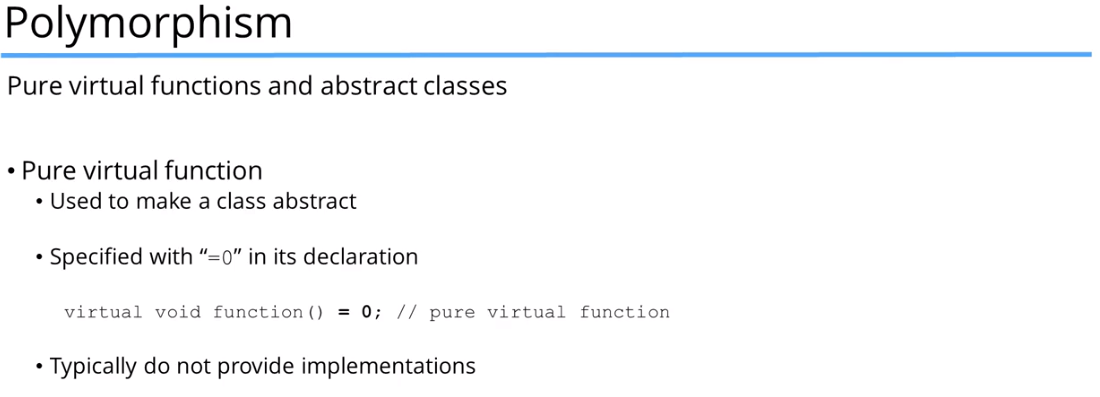 Polymorphism
Pure virtual functions and abstract classes
• Pure virtual function
• Used to make a class abstract
• Specified with “=0” in its declaration
virtual void function() = 0; // pure virtual function
• Typically do not provide implementations